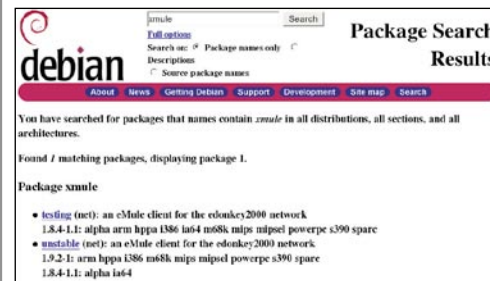 xmule Search
Full options
Search on: Package names only
Descriptions
Source package names
debian
Package Search
Results
About News Getting Debian Support Development Site map Search
You have searched for packages that names contain xmule in all distributions, all sections, and all
architectures.
Found 1 matching packages, displaying package 1.
Package xmule
testing (net): an eMule client for the edonkey2000 network
1.8.4-1.1: alpha arm hppa i386 ia64 m68k mips mipsel powerpc s390 sparc
unstable (net): an eMule client for the edonkey2000 network
1.9.2-1: arm hppa i386 m68k mips mipsel powerpc s390 sparc
1.8.4-1.1: alpha ia64